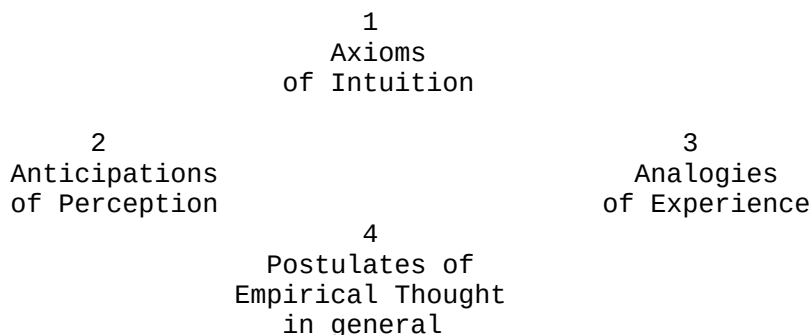 1
Axioms
of Intuition
2
Anticipations
of Perception
3
Analogies
of Experience
4
Postulates of
Empirical Thought
in general